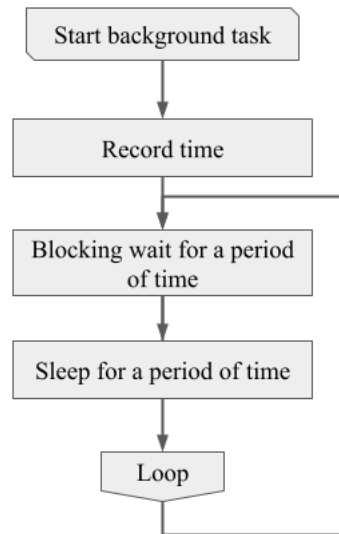 Start background task
Record time
Blocking wait for a period
of time
Sleep for a period of time
Loop